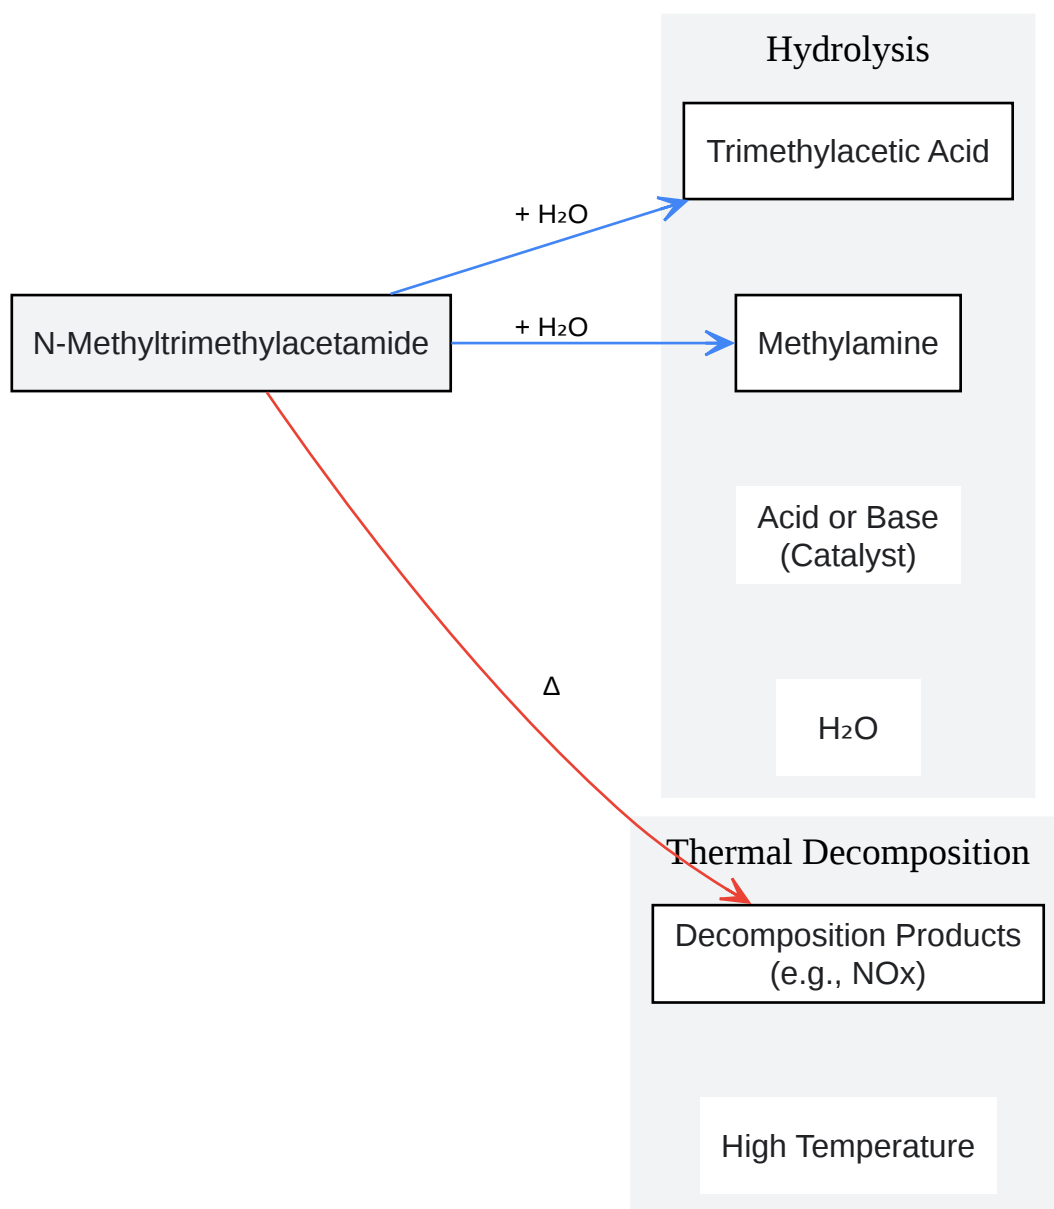 Hydrolysis
Trimethylacetic Acid
+ H₂O
N-Methyltrimethylacetamide
+ H₂O
Methylamine
Acid or Base
(Catalyst)
Δ
H₂O
Thermal Decomposition
Decomposition Products
(e.g., NOx)
High Temperature